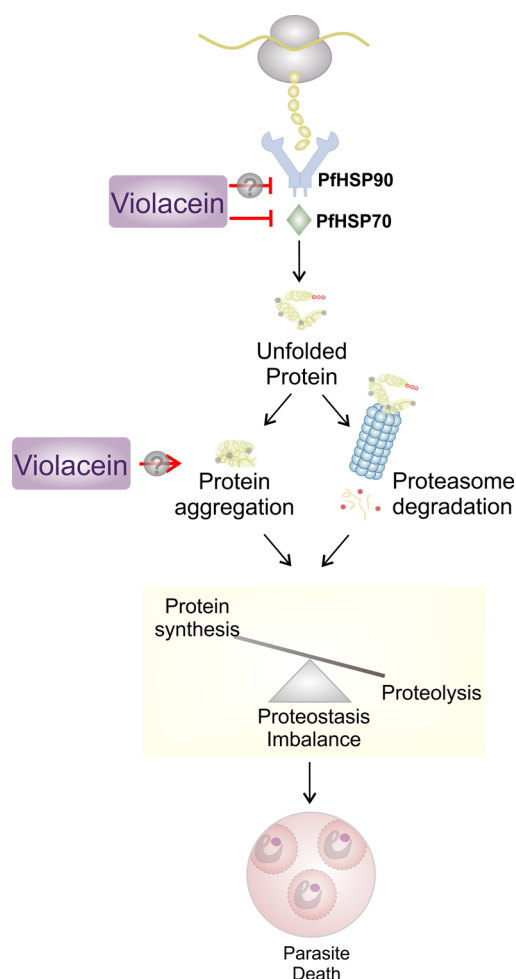 PfHSP90
?
Violacein
PfHSP70
Unfolded
Protein
Violacein
?
Protein
aggregation
Proteasome
degradation
Protein
synthesis
Proteolysis
Proteostasis
Imbalance
Parasite
Death